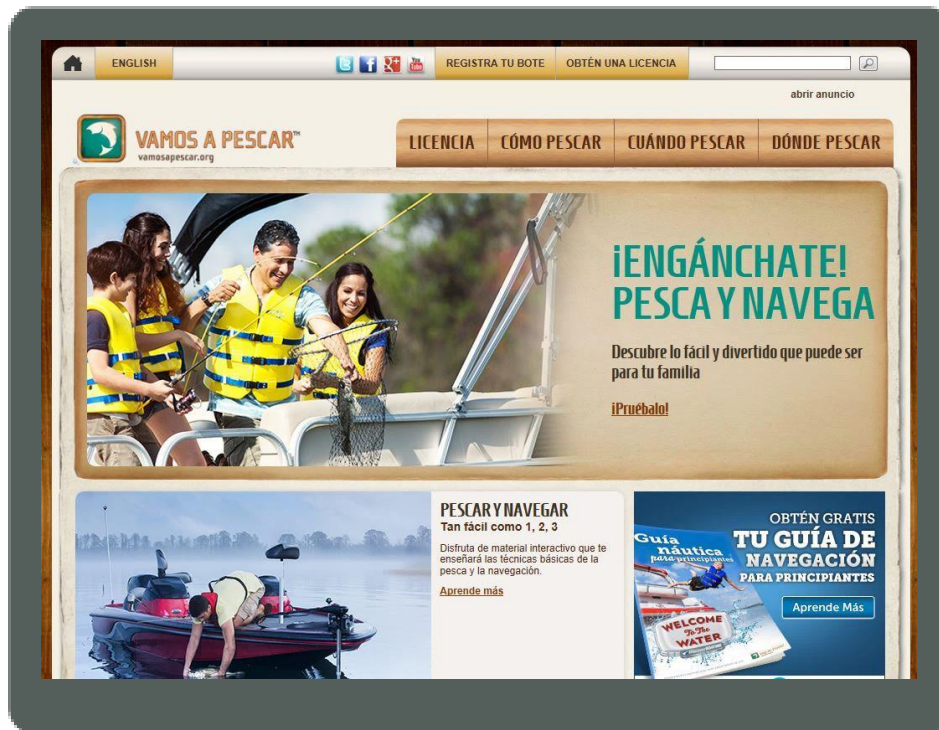 ENGLISH
REGISTRA TU BOTE
OBTÉN UNA LICENCIA
abrir anuncio
VAMOS A PESCAR™
vamosapescar.org
LICENCIA
CÓMO PESCAR
CUÁNDO PESCAR
DÓNDE PESCAR
¡ENGÁNCHATE!
PESCA Y NAVEGA
Descubre lo fácil y divertido que puede ser
para tu familia
¡Pruébalo!
PESCAR Y NAVEGAR
Tan fácil como 1, 2, 3
Disfruta de material interactivo que te
enseñará las técnicas básicas de la
pesca y la navegación.
Aprende más
OBTÉN GRATIS
TU GUÍA DE
NAVEGACIÓN
PARA PRINCIPIANTES
Aprende Más
Guía
náutica
para principiantes
WELCOME
To The
WATER